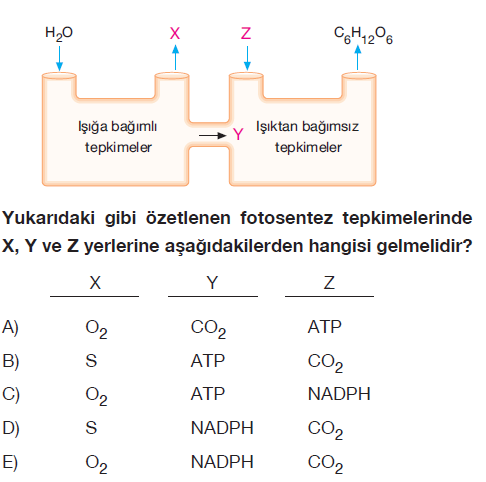 H₂O X Z C₆H₁₂O₆
Işığa bağımlı
tepkimeler
Y
Işıktan bağımsız
tepkimeler
Yukarıdaki gibi özetlenen fotosentez tepkimelerinde
X, Y ve Z yerlerine aşağıdakilerden hangisi gelmelidir?
X Y Z
A) O₂ CO₂ ATP
B) S ATP CO₂
C) O₂ ATP NADPH
D) S NADPH CO₂
E) O₂ NADPH CO₂